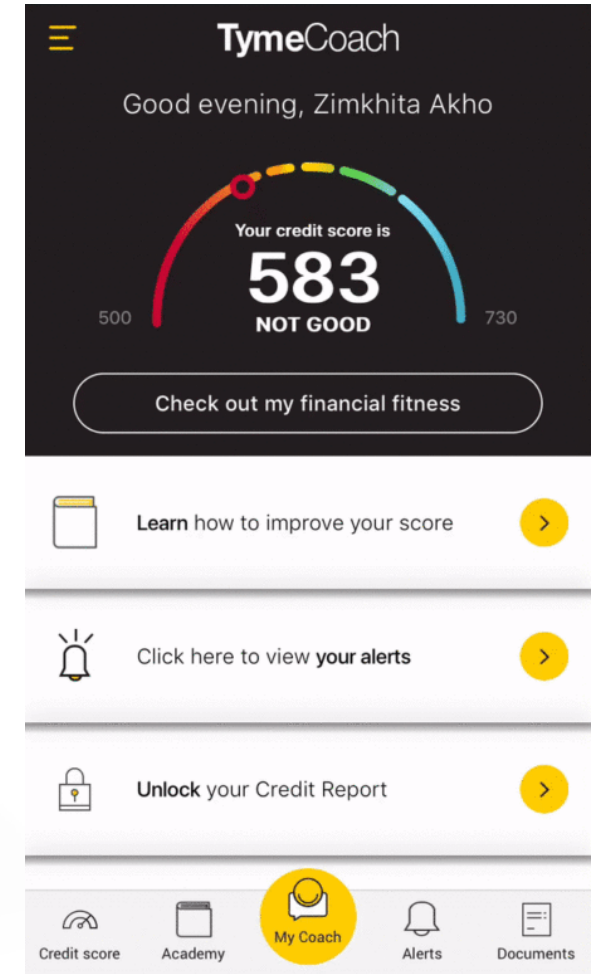 TymeCoach
Good evening, Zimkhita Akho
Your credit score is
583
500
NOT GOOD
730
Check out my financial fitness
Learn how to improve your score
Click here to view your alerts
Unlock your Credit Report
Credit score
Academy
My Coach
Alerts
Documents